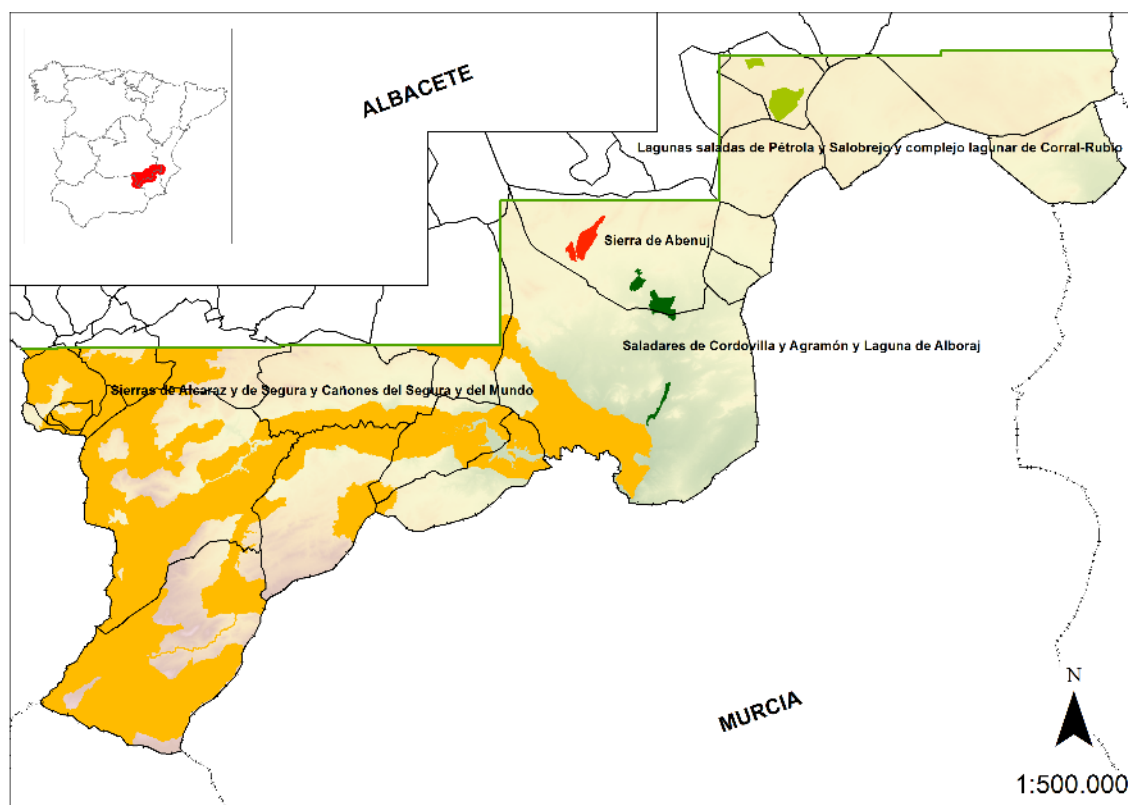 ALBACETE
Lagunas saladas de Pétrola y Salobrejo y complejo lagunar de Corral-Rubio
Sierra de Abenuj
Saladares de Cordovilla y Agramón y Laguna de Alboraj
Sierras de Alcaraz y de Segura y Cañones del Segura y del Mundo
N
MURCIA
1:500.000